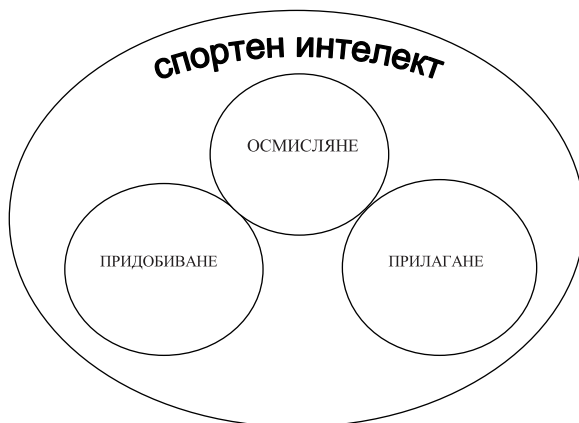 спортен интелект
ОСМИСЛЯНЕ
ПРИДОБИВАНЕ
ПРИЛАГАНЕ